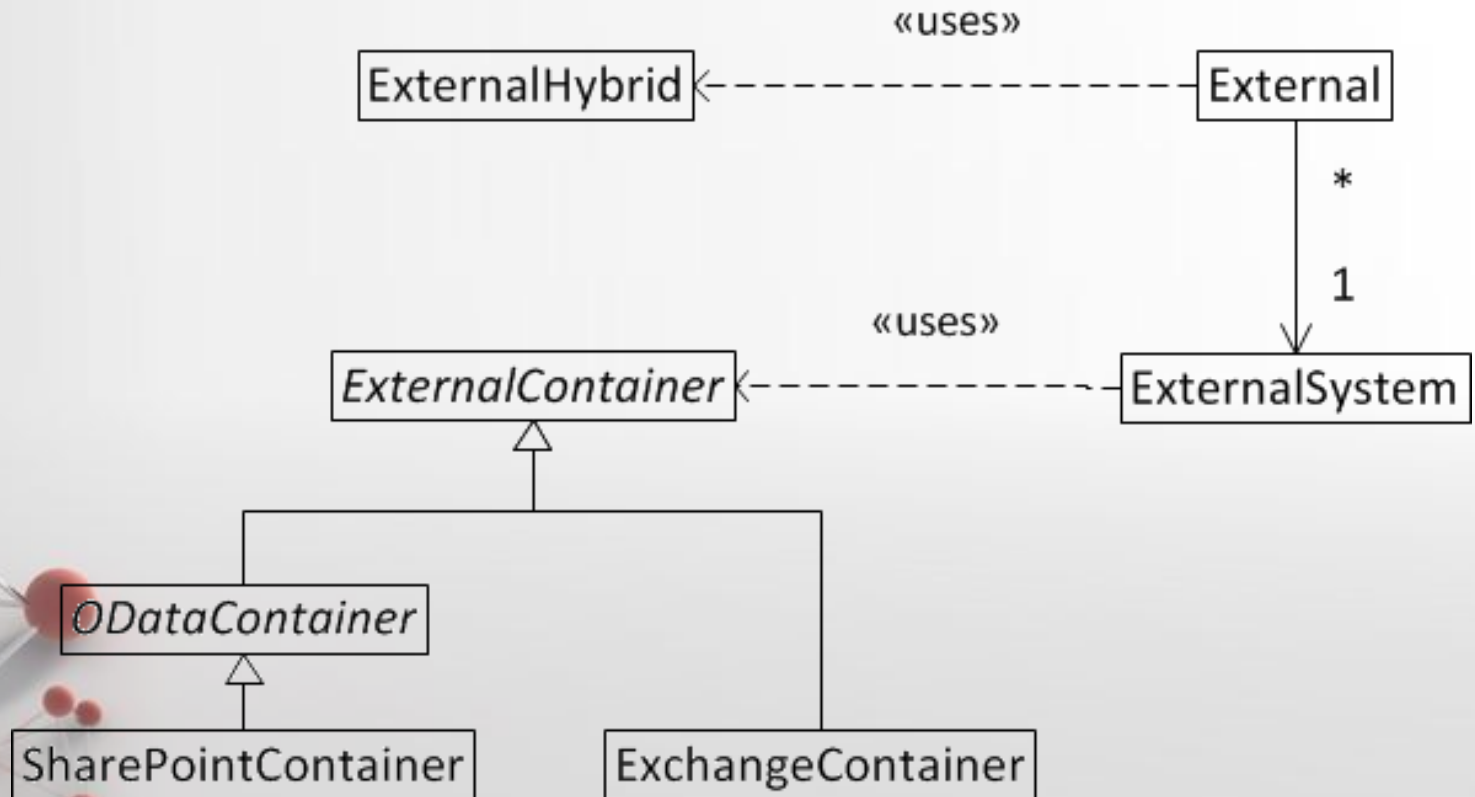 «uses»
ExternalHybrid
External
*
1
«uses»
ExternalContainer
ExternalSystem
ODataContainer
SharePointContainer
ExchangeContainer